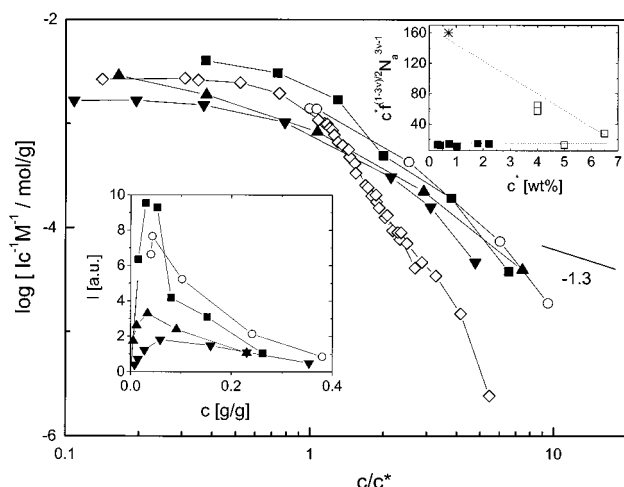 -2
-4
-6
log [ Ic⁻¹M⁻¹ / mol/g]
0.1
1
10
c/c*
-1.3
160
120
80
40
c*f^(1-3ν)/2 Nₐ^3ν-1
0 1 2 3 4 5 6 7
c* [wt%]
10
8
6
4
2
0
I [a.u.]
0.0 0.2 0.4
c [g/g]